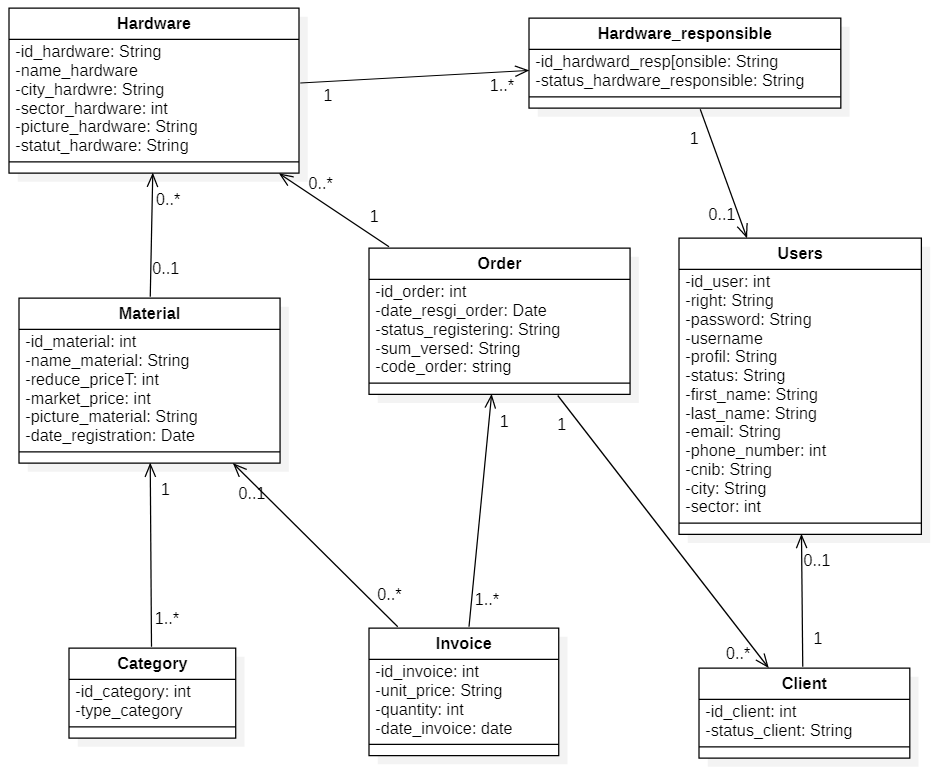 Hardware
-id_hardware: String
-name_hardware
-city_hardwre: String
-sector_hardware: int
-picture_hardware: String
-statut_hardware: String
Hardware_responsible
-id_hardward_resp[onsible: String
-status_hardware_responsible: String
1
1..*
1
0..1
0..*
0..1
0..*
1
Order
-id_order: int
-date_resgi_order: Date
-status_registering: String
-sum_versed: String
-code_order: string
Users
-id_user: int
-right: String
-password: String
-username
-profil: String
-status: String
-first_name: String
-last_name: String
-email: String
-phone_number: int
-cnib: String
-city: String
-sector: int
Material
-id_material: int
-name_material: String
-reduce_priceT: int
-market_price: int
-picture_material: String
-date_registration: Date
1
1..*
0..1
0..*
1
1..*
1
0..*
0..1
1
Category
-id_category: int
-type_category
Invoice
-id_invoice: int
-unit_price: String
-quantity: int
-date_invoice: date
Client
-id_client: int
-status_client: String